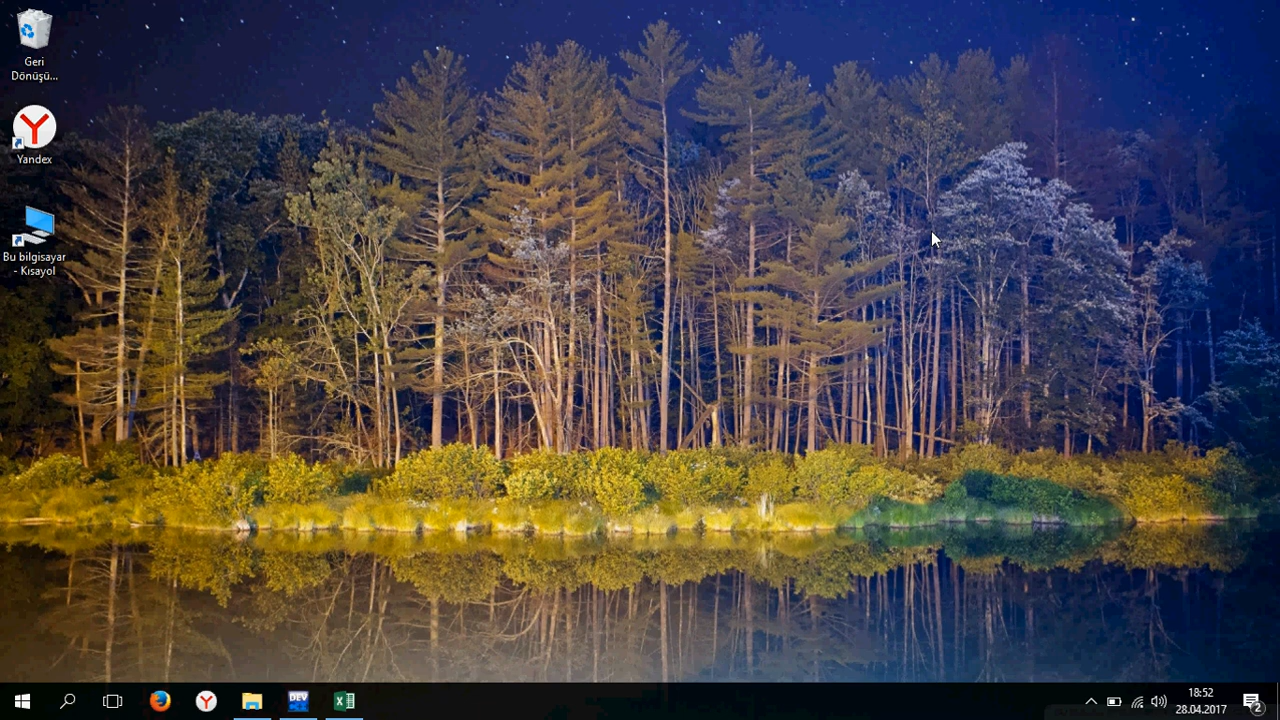 Geri
Dönüşü...
Yandex
Bu bilgisayar
- Kısayol
DEV
18:52
28.04.2017
2